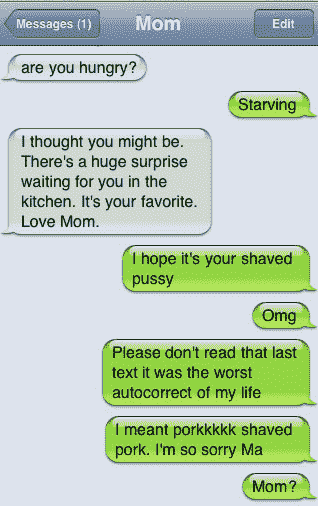 Messages (1)
Mom
Edit
are you hungry?
Starving
I thought you might be.
There's a huge surprise
waiting for you in the
kitchen. It's your favorite.
Love Mom.
I hope it's your shaved
pussy
Omg
Please don't read that last
text it was the worst
autocorrect of my life
I meant porkkkkk shaved
pork. I'm so sorry Ma
Mom?